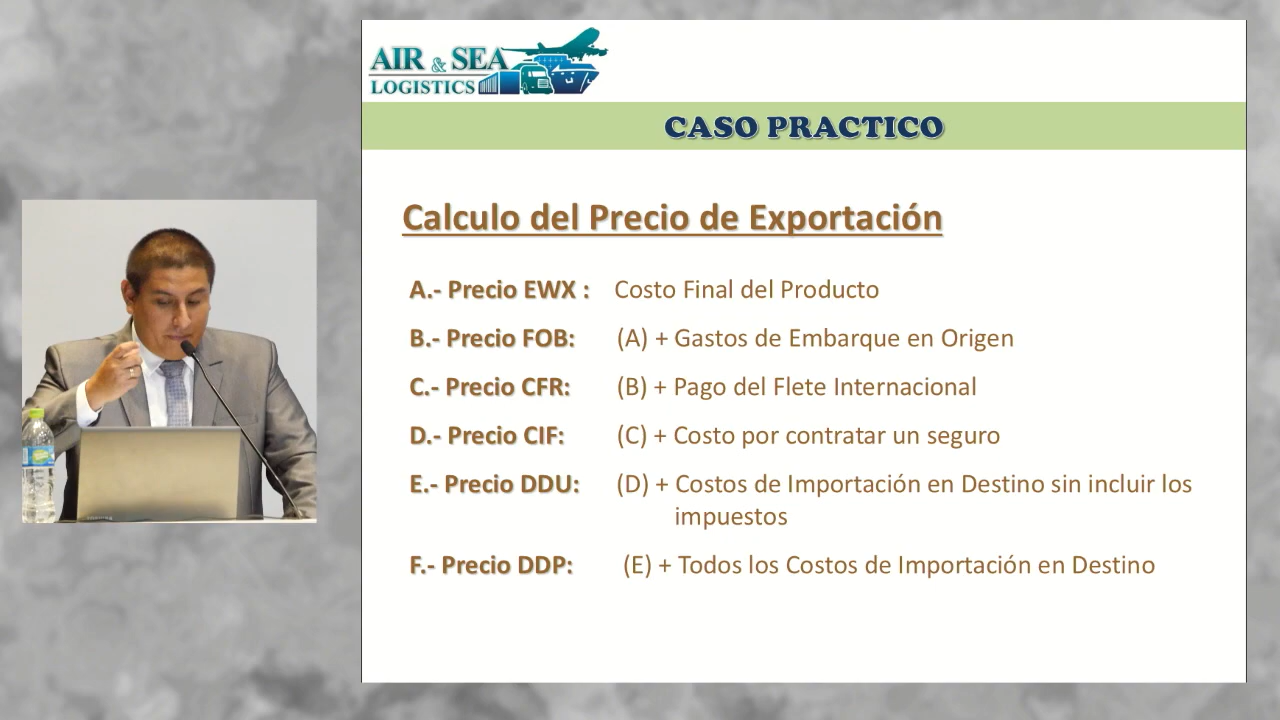 AIR & SEA
LOGISTICS
CASO PRACTICO
Calculo del Precio de Exportación
A.- Precio EWX : Costo Final del Producto
B.- Precio FOB: (A) + Gastos de Embarque en Origen
C.- Precio CFR: (B) + Pago del Flete Internacional
D.- Precio CIF: (C) + Costo por contratar un seguro
E.- Precio DDU: (D) + Costos de Importación en Destino sin incluir los
impuestos
F.- Precio DDP: (E) + Todos los Costos de Importación en Destino